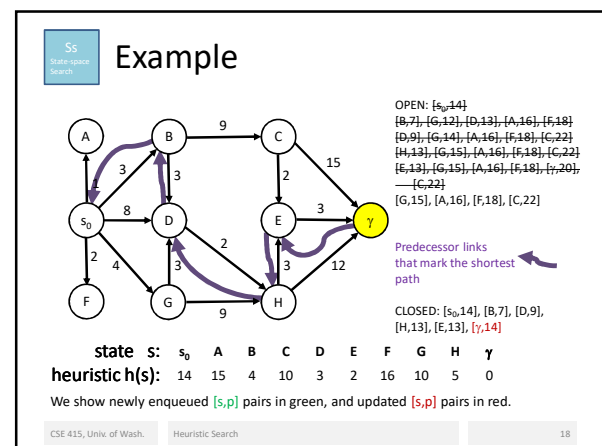 Ss
State-space
Search
Example
OPEN: [s₀,14]
[B,7], [G,12], [D,13], [A,16], [F,18]
[D,9], [G,14], [A,16], [F,18], [C,22]
[H,13], [G,15], [A,16], [F,18], [C,22]
[E,13], [G,15], [A,16], [F,18], [γ,20],
[C,22]
[G,15], [A,16], [F,18], [C,22]
Predecessor links
that mark the shortest
path
CLOSED: [s₀,14], [B,7], [D,9],
[H,13], [E,13], [γ,14]
A
B
9
C
15
1
3
3
2
s₀
8
D
E
3
γ
2
4
2
3
3
12
F
G
9
H
state s: s₀ A B C D E F G H γ
heuristic h(s): 14 15 4 10 3 2 16 10 5 0
We show newly enqueued [s,p] pairs in green, and updated [s,p] pairs in red.
CSE 415, Univ. of Wash.
Heuristic Search
18